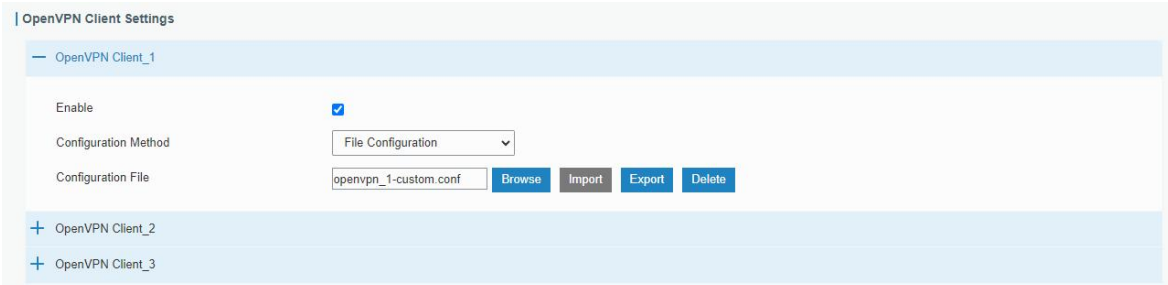 OpenVPN Client Settings
OpenVPN Client_1
Enable
Configuration Method File Configuration
Configuration File openvpn_1-custom.conf Browse Import Export Delete
OpenVPN Client_2
OpenVPN Client_3